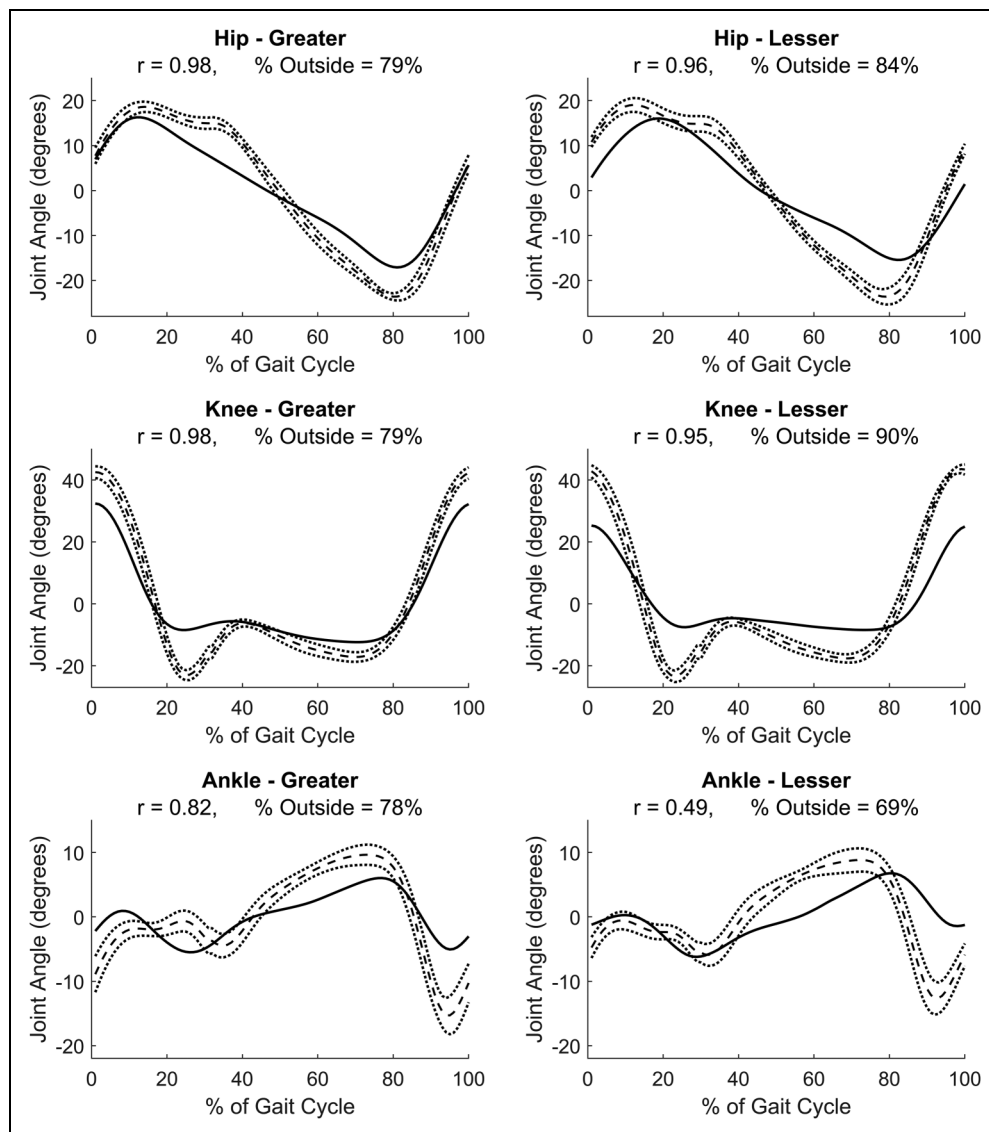 Hip - Greater
r = 0.98, % Outside = 79%
Joint Angle (degrees)
20
10
0
-10
-20
0 20 40 60 80 100
% of Gait Cycle
Hip - Lesser
r = 0.96, % Outside = 84%
Joint Angle (degrees)
20
10
0
-10
-20
0 20 40 60 80 100
% of Gait Cycle
Knee - Greater
r = 0.98, % Outside = 79%
Joint Angle (degrees)
40
20
0
-20
0 20 40 60 80 100
% of Gait Cycle
Knee - Lesser
r = 0.95, % Outside = 90%
Joint Angle (degrees)
40
20
0
-20
0 20 40 60 80 100
% of Gait Cycle
Ankle - Greater
r = 0.82, % Outside = 78%
Joint Angle (degrees)
10
0
-10
-20
0 20 40 60 80 100
% of Gait Cycle
Ankle - Lesser
r = 0.49, % Outside = 69%
Joint Angle (degrees)
10
0
-10
-20
0 20 40 60 80 100
% of Gait Cycle